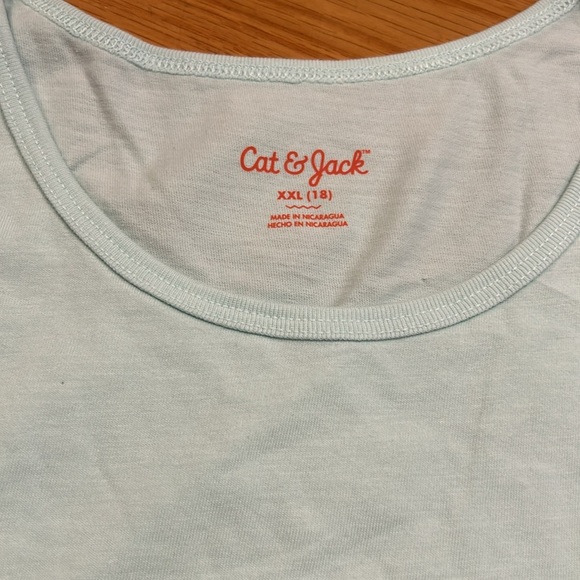 Cat & Jack™
XXL (18)
MADE IN NICARAGUA
HECHO EN NICARAGUA